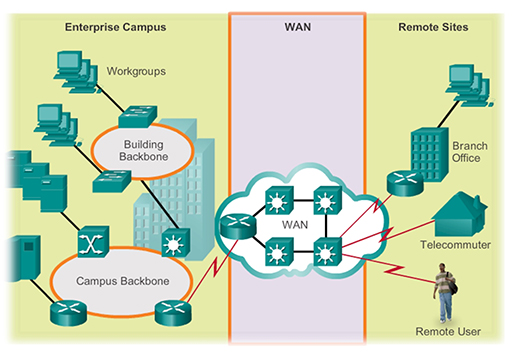 Enterprise Campus
WAN
Remote Sites
Workgroups
Building
Backbone
Branch
Office
WAN
Telecommuter
Campus Backbone
Remote User